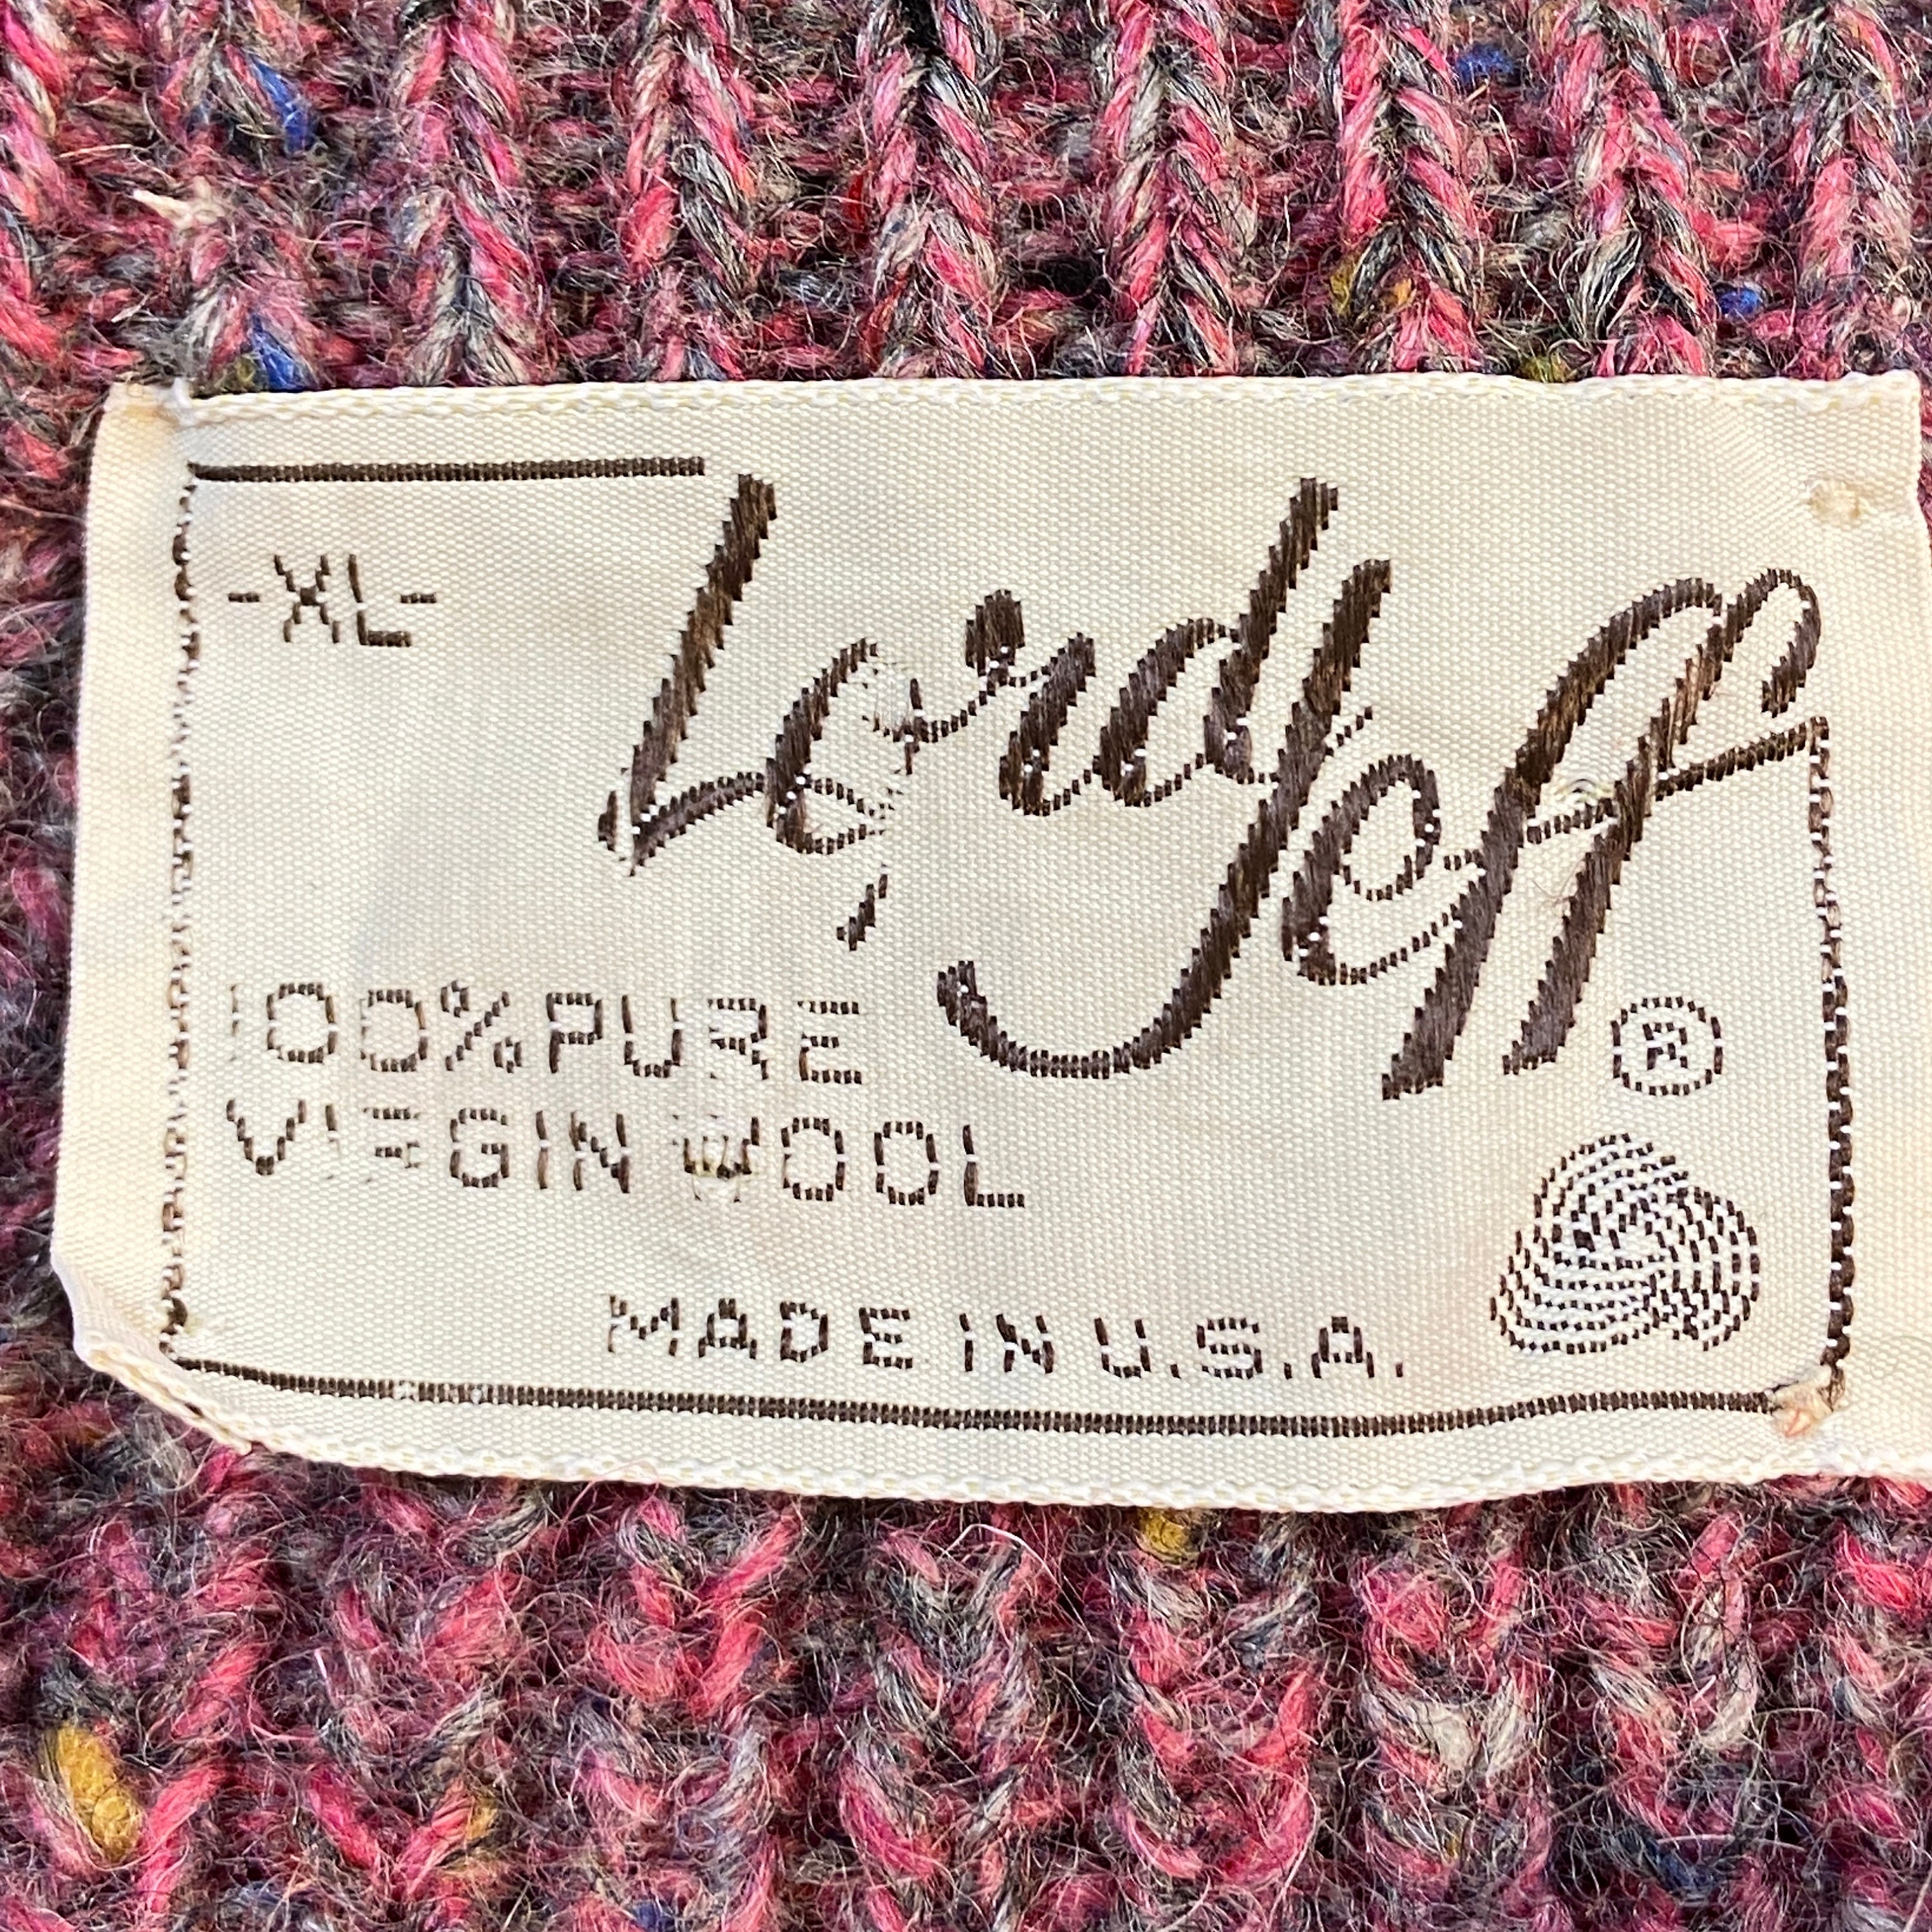 -XL-
Lord Jeff
®
100% PURE
VIRGIN WOOL
MADE IN U.S.A.